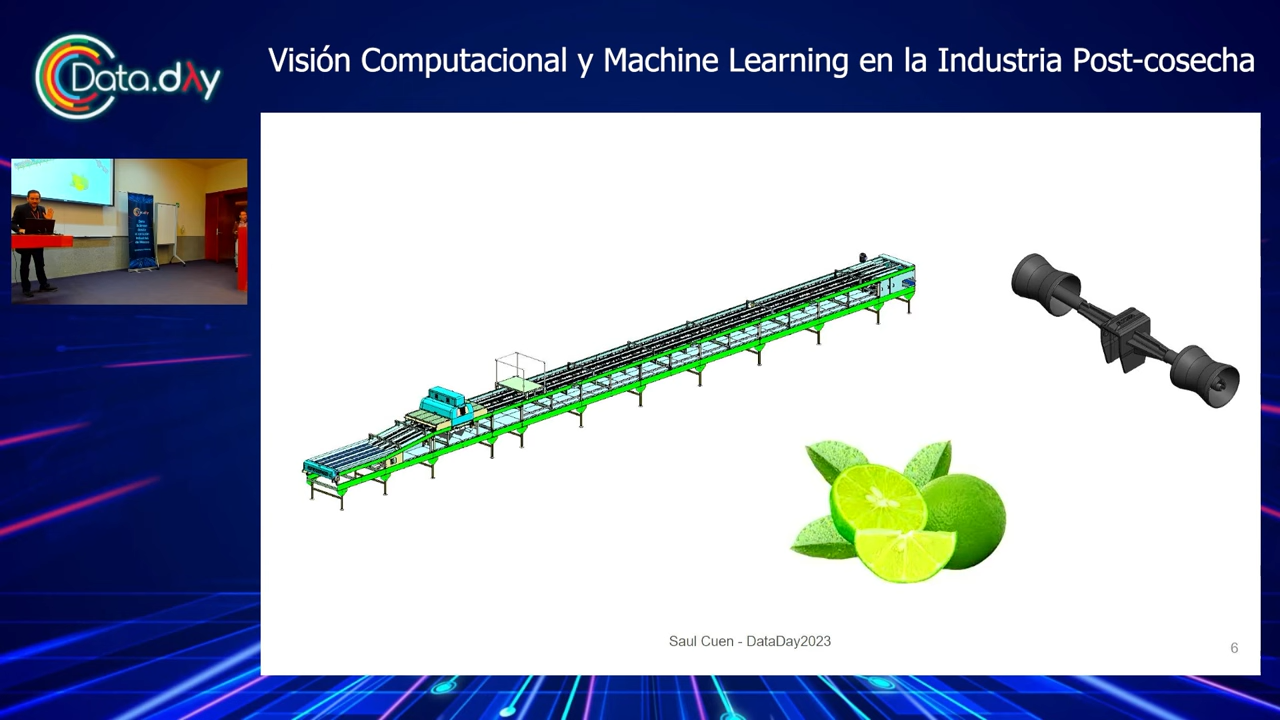 Data.dλy
Visión Computacional y Machine Learning en la Industria Post-cosecha
Saul Cuen - DataDay2023
6